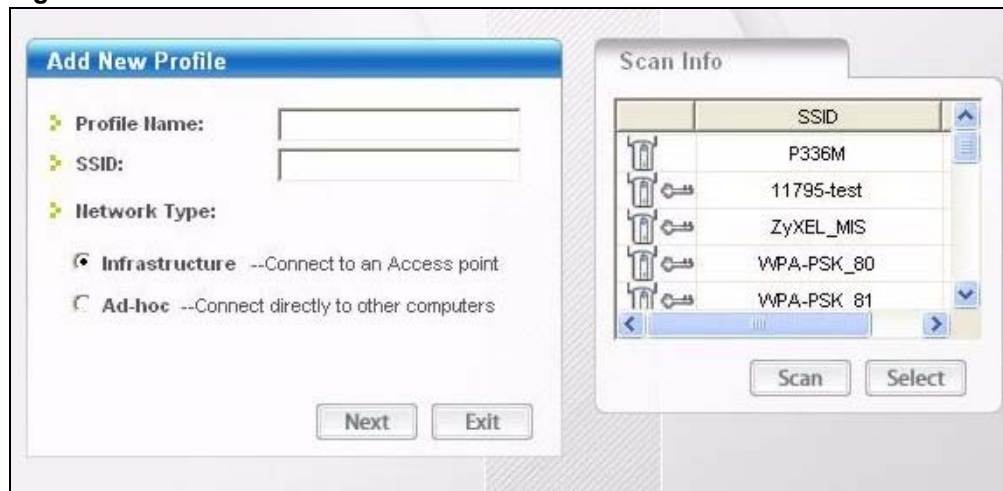 Add New Profile
Profile Name:
SSID:
Network Type:
Infrastructure --Connect to an Access point
Ad-hoc --Connect directly to other computers
Next Exit
Scan Info
SSID
P336M
11795-test
ZyXEL_MIS
WPA-PSK_80
WPA-PSK_81
Scan Select